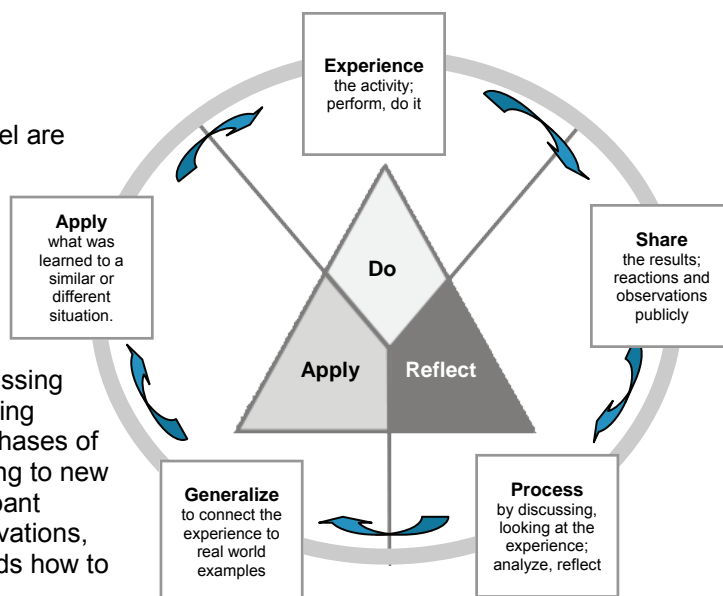 el are
essing
ing
hases of
ing to new
pant
vations,
ds how to
Experience
the activity;
perform, do it
Share
the results;
reactions and
observations
publicly
Process
by discussing,
looking at the
experience;
analyze, reflect
Generalize
to connect the
experience to
real world
examples
Apply
what was
learned to a
similar or
different
situation.
Do
Reflect
Apply